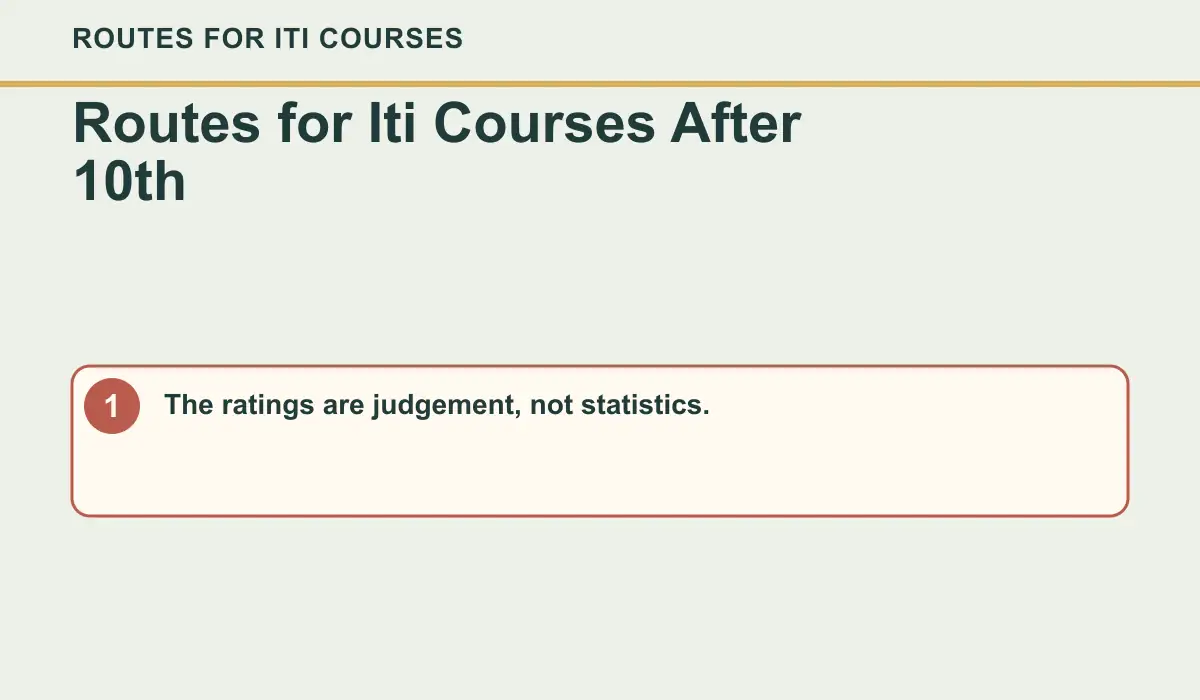 ROUTES FOR ITI COURSES
Routes for Iti Courses After
10th
1
The ratings are judgement, not statistics.